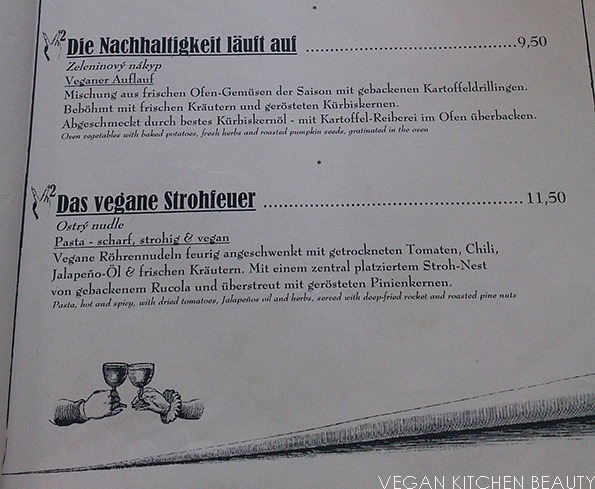 Die Nachhaltigkeit läuft auf ........................................9,50
Zeleninový nákyp
Veganer Auflauf
Mischung aus frischen Ofen-Gemüsen der Saison mit gebackenen Kartoffeldrillingen.
Beböhmt mit frischen Kräutern und gerösteten Kürbiskernen.
Abgeschmeckt durch bestes Kürbiskernöl - mit Kartoffel-Reiberei im Ofen überbacken.
Oven vegetables with baked potatoes, fresh herbs and roasted pumpkin seeds, gratinated in the oven
Das vegane Strohfeuer ................................................ 11,50
Ostrý nudle
Pasta - scharf, strohig & vegan
Vegane Röhrennudeln feurig angeschwenkt mit getrockneten Tomaten, Chili,
Jalapeño-Öl & frischen Kräutern. Mit einem zentral platziertem Stroh-Nest
von gebackenem Rucola und überstreut mit gerösteten Pinienkernen.
Pasta, hot and spicy, with dried tomatoes, Jalapeños oil and herbs, served with deep-fried rocket and roasted pine nuts
VEGAN KITCHEN BEAUTY